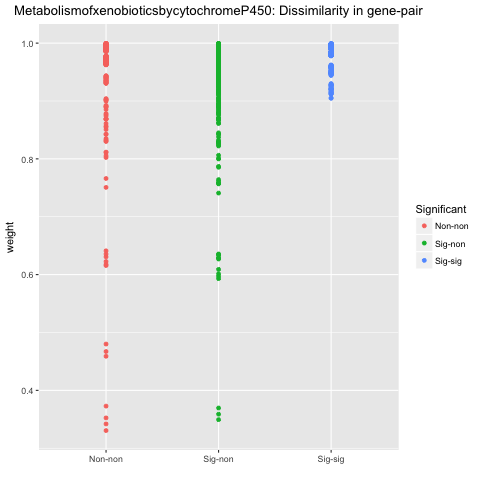 MetabolismofxenobioticsbycytochromeP450: Dissimilarity in gene-pair
1.0
0.8
0.6
0.4
weight
Non-non
Sig-non
Sig-sig
Significant
Non-non
Sig-non
Sig-sig